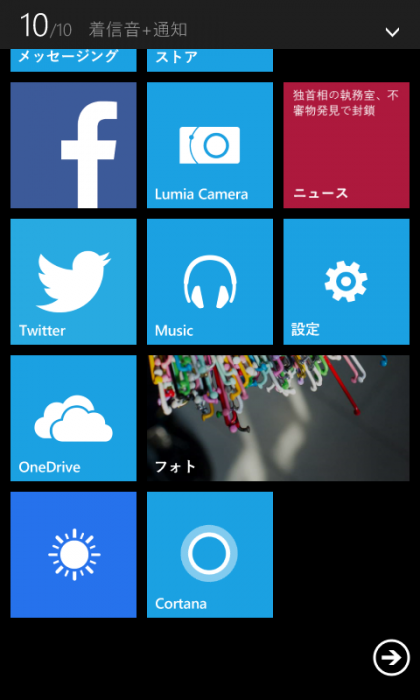 10/10 着信音+通知
メッセージング
ストア
f
Lumia Camera
独首相の執務室、不
審物発見で封鎖
ニュース
Twitter
Music
設定
OneDrive
フォト
Cortana